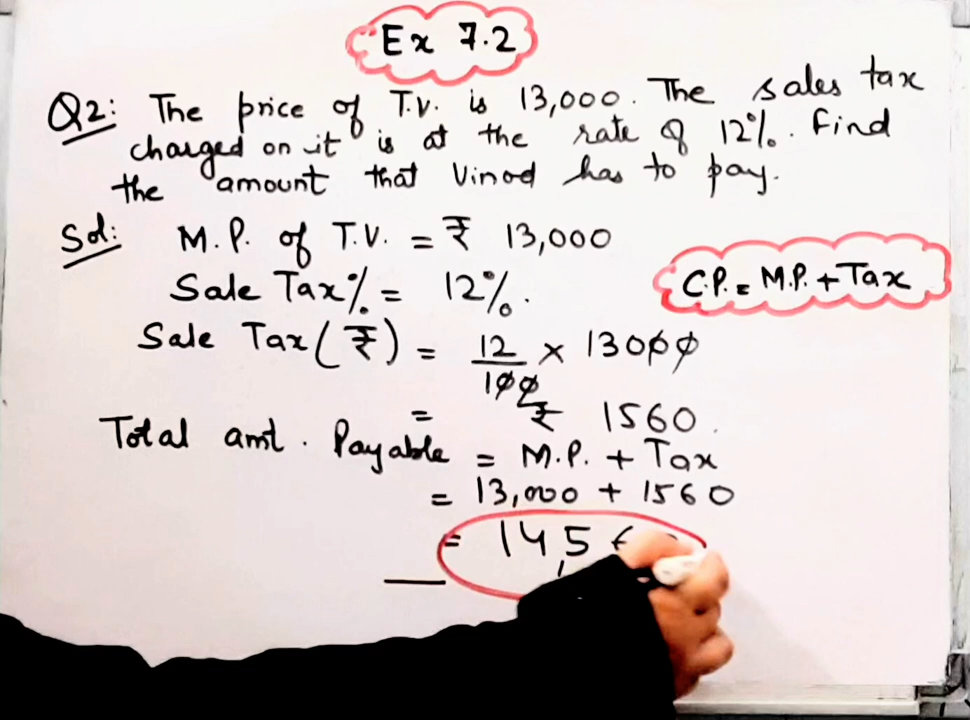 Ex 7.2
Q2: The price of T.V. is 13,000. The sales tax
charged on it is at the rate of 12%. Find
the amount that Vinod has to pay.
Sol: M.P. of T.V. = ₹ 13,000
Sale Tax% = 12%.
C.P. = M.P. + Tax
Sale Tax (₹) = 12/100 × 13000
= ₹ 1560.
Total amt. Payable = M.P. + Tax
= 13,000 + 1560
= 14,5